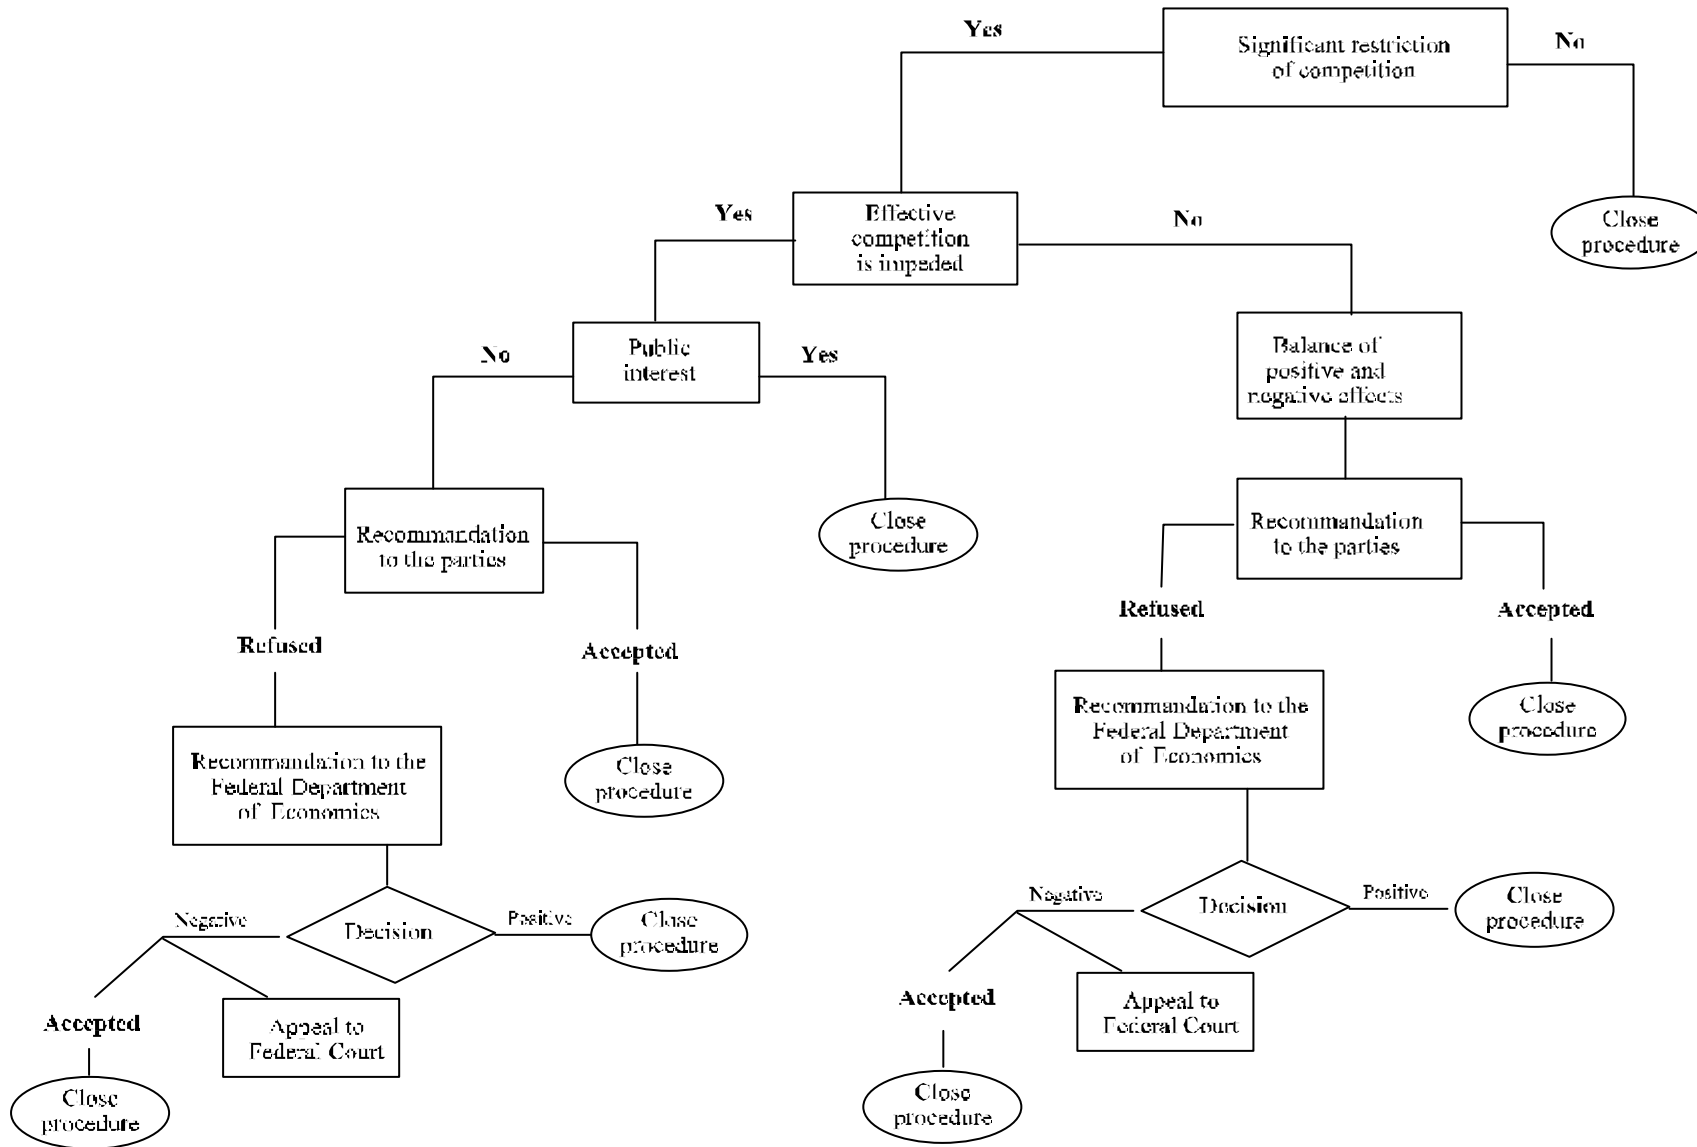 Yes
Significant restriction
of competition
No
Yes
Effective
competition
is impeded
No
Close
procedure
No
Public
interest
Yes
Balance of
positive and
negative effects
Recommandation
to the parties
Close
procedure
Recommandation
to the parties
Refused
Accepted
Refused
Accepted
Recommandation to the
Federal Department
of Economics
Close
procedure
Recommandation to the
Federal Department
of Economics
Close
procedure
Negative
Decision
Positive
Close
procedure
Negative
Decision
Positive
Close
procedure
Accepted
Appeal to
Federal Court
Accepted
Appeal to
Federal Court
Close
procedure
Close
procedure